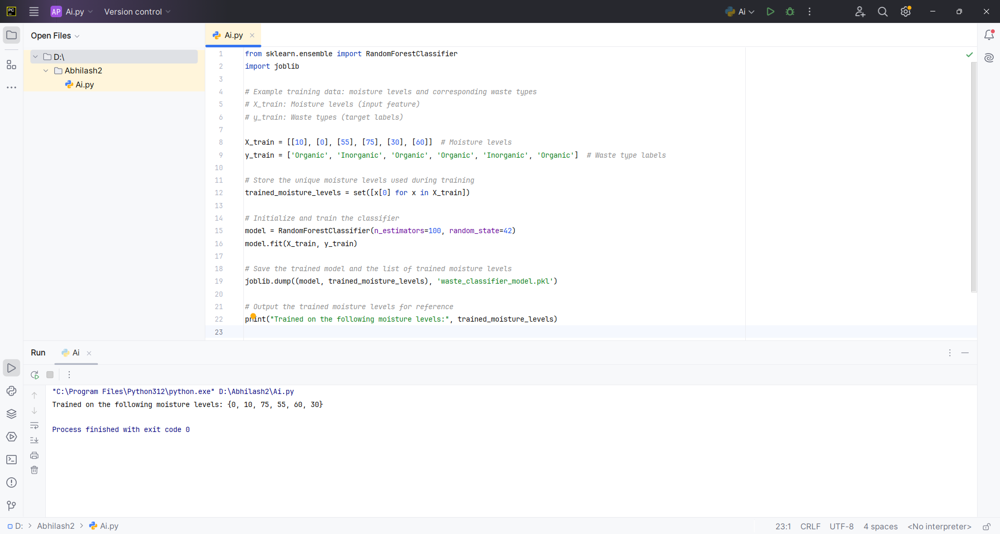 PC
AP Ai.py Version control Ai
Open Files
Ai.py
D:\
Abhilash2
Ai.py
1 from sklearn.ensemble import RandomForestClassifier
2 import joblib
3
4 # Example training data: moisture levels and corresponding waste types
5 # X_train: Moisture levels (input feature)
6 # y_train: Waste types (target labels)
7
8 X_train = [[10], [0], [55], [75], [30], [60]]  # Moisture levels
9 y_train = ['Organic', 'Inorganic', 'Organic', 'Organic', 'Inorganic', 'Organic']  # Waste type labels
10
11 # Store the unique moisture levels used during training
12 trained_moisture_levels = set([x[0] for x in X_train])
13
14 # Initialize and train the classifier
15 model = RandomForestClassifier(n_estimators=100, random_state=42)
16 model.fit(X_train, y_train)
17
18 # Save the trained model and the list of trained moisture levels
19 joblib.dump((model, trained_moisture_levels), 'waste_classifier_model.pkl')
20
21 # Output the trained moisture levels for reference
22 print("Trained on the following moisture levels:", trained_moisture_levels)
23
Run Ai
"C:\Program Files\Python312\python.exe" D:\Abhilash2\Ai.py
Trained on the following moisture levels: {0, 10, 75, 55, 60, 30}
Process finished with exit code 0
D: > Abhilash2 > Ai.py 23:1 CRLF UTF-8 4 spaces <No interpreter>